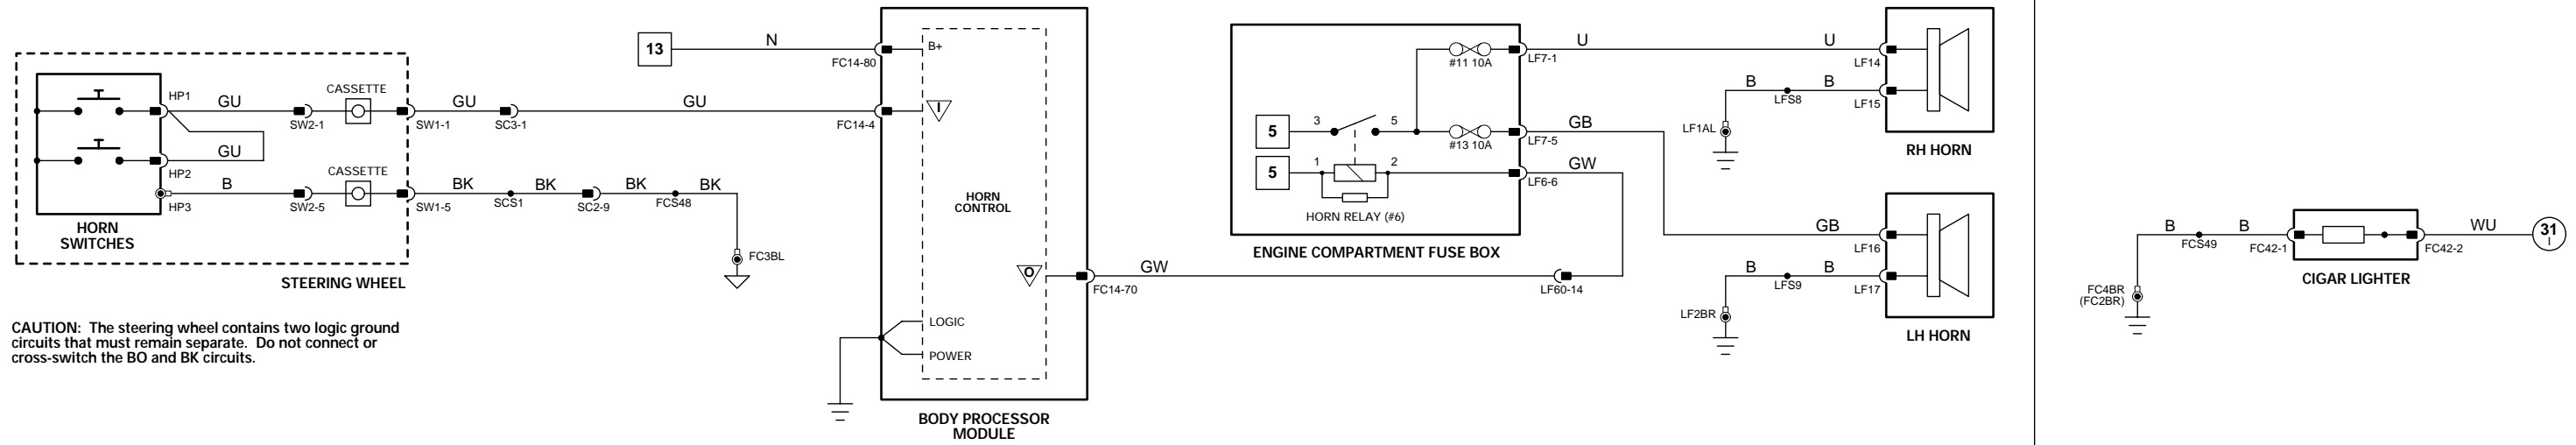 HP1
GU
CASSETTE
GU
GU
SW2-1
SW1-1
SC3-1
FC14-4
HP2
GU
HP3
B
CASSETTE
BK
BK
BK
BK
SW2-5
SW1-5
SCS1
SC2-9
FCS48
FC3BL
HORN
SWITCHES
STEERING WHEEL
CAUTION: The steering wheel contains two logic ground
circuits that must remain separate. Do not connect or
cross-switch the BO and BK circuits.
13
N
FC14-80
B+
I
HORN
CONTROL
O
LOGIC
POWER
FC14-70
GW
LF60-14
BODY PROCESSOR
MODULE
#11 10A
LF7-1
U
U
LF14
5
3
5
#13 10A
LF7-5
GB
5
1
2
LF6-6
GW
HORN RELAY (#6)
ENGINE COMPARTMENT FUSE BOX
B
B
LFS8
LF15
LF1AL
RH HORN
GB
LF16
B
B
LFS9
LF17
LF2BR
LH HORN
B
B
FCS49
FC42-1
FC42-2
WU
31
I
CIGAR LIGHTER
FC4BR
(FC2BR)